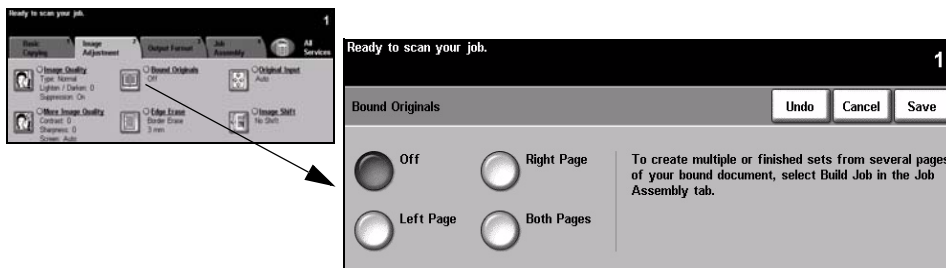 Ready to scan your job.
1
Basic Copying 1
Image Adjustment 2
Output Format 3
Job Assembly 4
All Services
Image Quality
Type: Normal
Lighten / Darken: 0
Suppression: On
Bound Originals
Off
Original Input
Auto
More Image Quality
Contrast: 0
Sharpness: 0
Screen: Auto
Edge Erase
Border Erase
3 mm
Image Shift
No Shift
Ready to scan your job.
1
Bound Originals
Undo
Cancel
Save
Off
Right Page
Left Page
Both Pages
To create multiple or finished sets from several pages
of your bound document, select Build Job in the Job
Assembly tab.